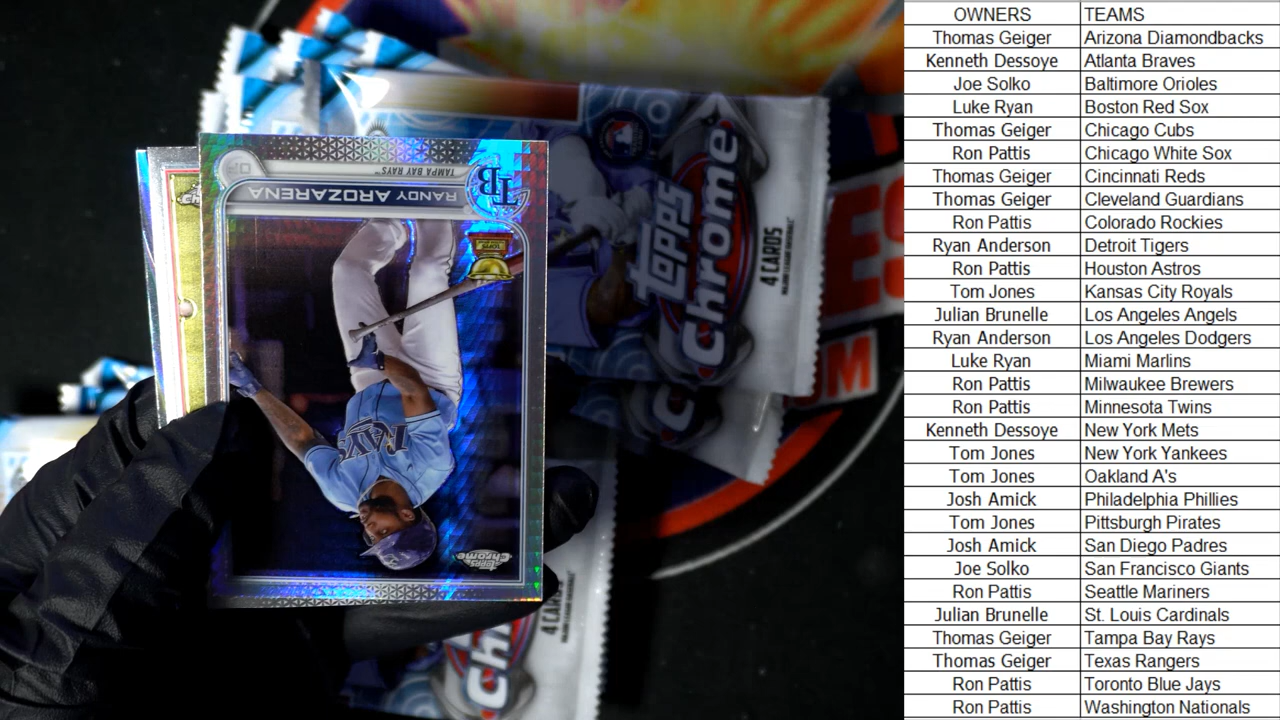 TAMPA BAY RAYS™
RANDY AROZARENA
TB
TOPPS
RAYS
Topps
Chrome
Topps
Chrome
4 CARDS
4 CARDS
OWNERS TEAMS
Thomas Geiger Arizona Diamondbacks
Kenneth Dessoye Atlanta Braves
Joe Solko Baltimore Orioles
Luke Ryan Boston Red Sox
Thomas Geiger Chicago Cubs
Ron Pattis Chicago White Sox
Thomas Geiger Cincinnati Reds
Thomas Geiger Cleveland Guardians
Ron Pattis Colorado Rockies
Ryan Anderson Detroit Tigers
Ron Pattis Houston Astros
Tom Jones Kansas City Royals
Julian Brunelle Los Angeles Angels
Ryan Anderson Los Angeles Dodgers
Luke Ryan Miami Marlins
Ron Pattis Milwaukee Brewers
Ron Pattis Minnesota Twins
Kenneth Dessoye New York Mets
Tom Jones New York Yankees
Tom Jones Oakland A's
Josh Amick Philadelphia Phillies
Tom Jones Pittsburgh Pirates
Josh Amick San Diego Padres
Joe Solko San Francisco Giants
Ron Pattis Seattle Mariners
Julian Brunelle St. Louis Cardinals
Thomas Geiger Tampa Bay Rays
Thomas Geiger Texas Rangers
Ron Pattis Toronto Blue Jays
Ron Pattis Washington Nationals